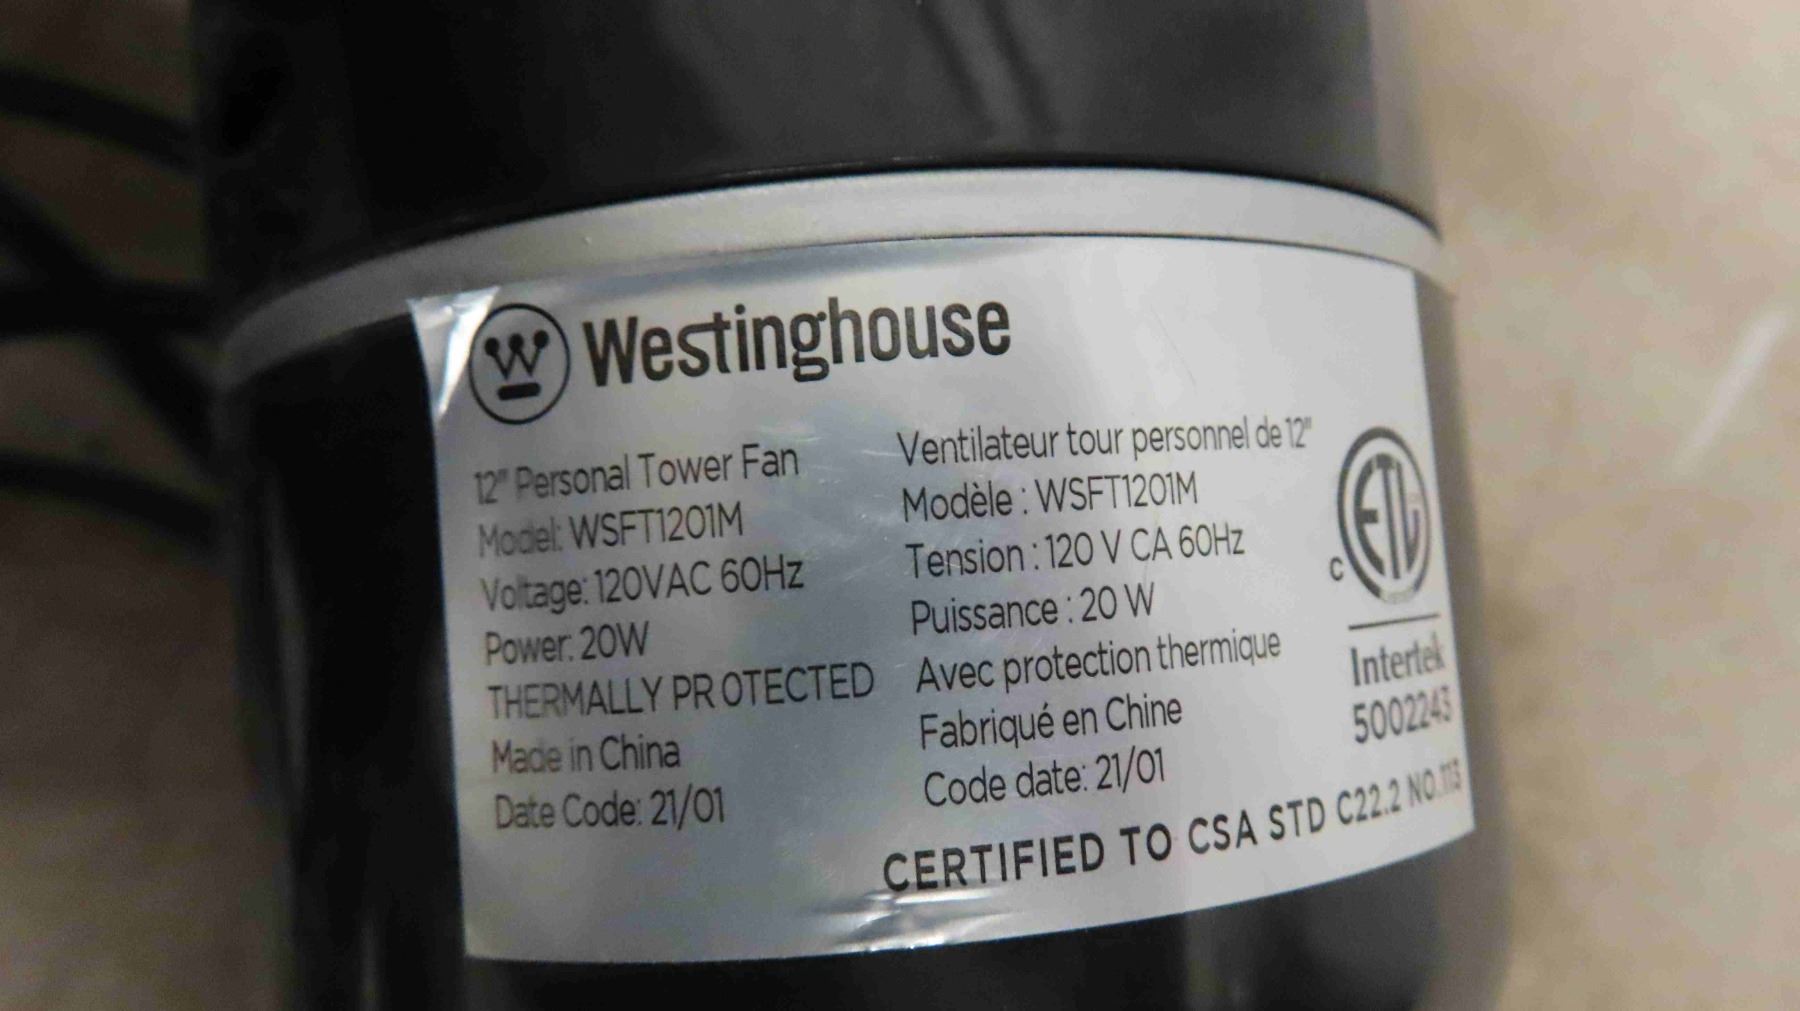 Westinghouse
12" Personal Tower Fan
Model: WSFT1201M
Voltage: 120VAC 60Hz
Power: 20W
THERMALLY PROTECTED
Made in China
Date Code: 21/01
Ventilateur tour personnel de 12"
Modèle : WSFT1201M
Tension : 120 V CA 60Hz
Puissance : 20 W
Avec protection thermique
Fabriqué en Chine
Code date: 21/01
ETL
C
Intertek
5002243
CERTIFIED TO CSA STD C22.2 NO.113